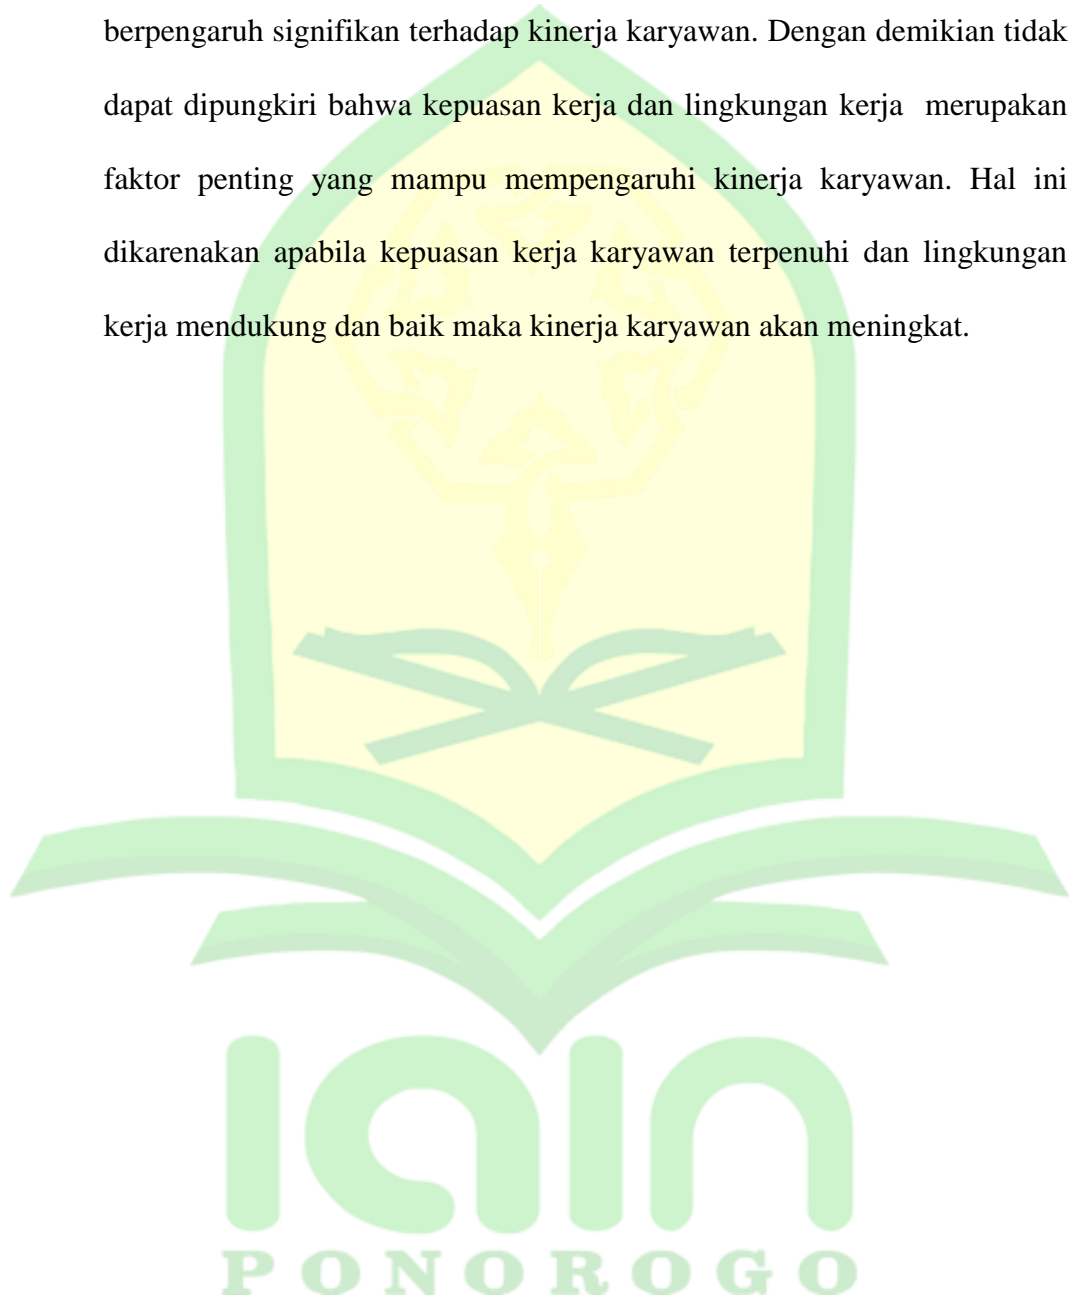 berpengaruh signifikan terhadap kinerja karyawan. Dengan demikian tidak
dapat dipungkiri bahwa kepuasan kerja dan lingkungan kerja merupakan
faktor penting yang mampu mempengaruhi kinerja karyawan. Hal ini
dikarenakan apabila kepuasan kerja karyawan terpenuhi dan lingkungan
kerja mendukung dan baik maka kinerja karyawan akan meningkat.
iain
PONOROGO